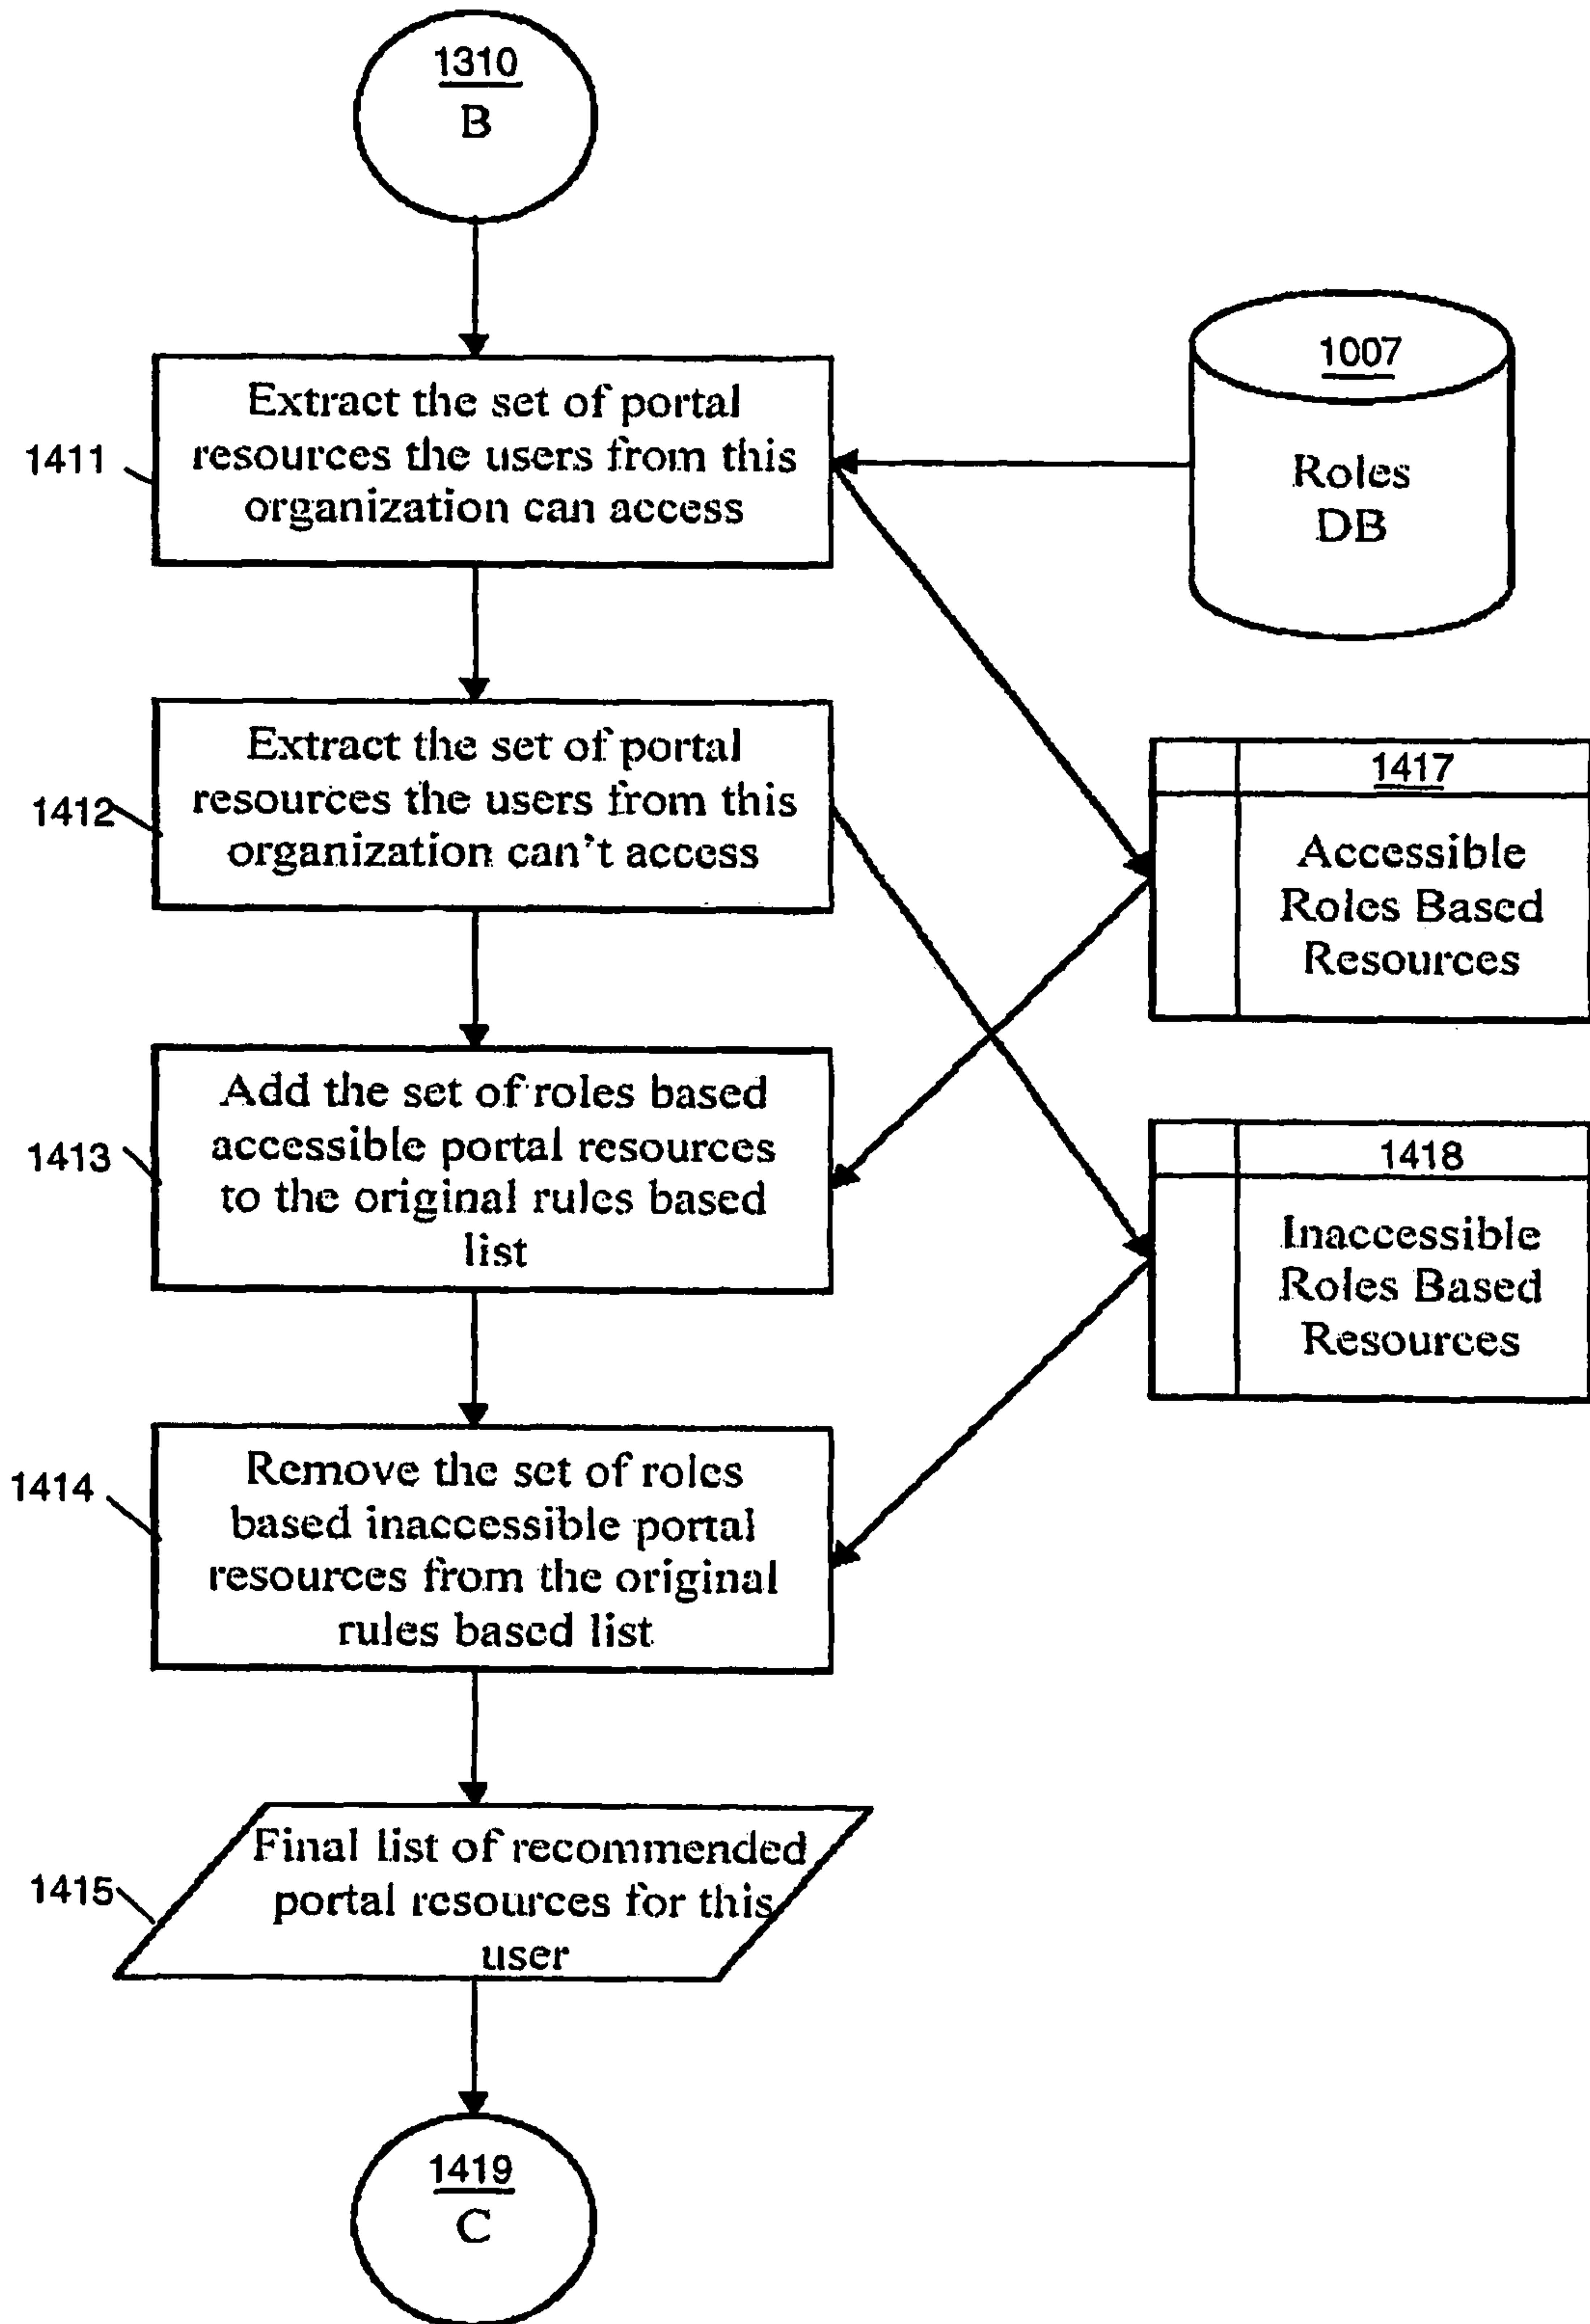 1310
B
1411
Extract the set of portal
resources the users from this
organization can access
1007
Roles
DB
1412
Extract the set of portal
resources the users from this
organization can't access
1417
Accessible
Roles Based
Resources
1413
Add the set of roles based
accessible portal resources
to the original rules based
list
1418
Inaccessible
Roles Based
Resources
1414
Remove the set of roles
based inaccessible portal
resources from the original
rules based list
1415
Final list of recommended
portal resources for this
user
1419
C